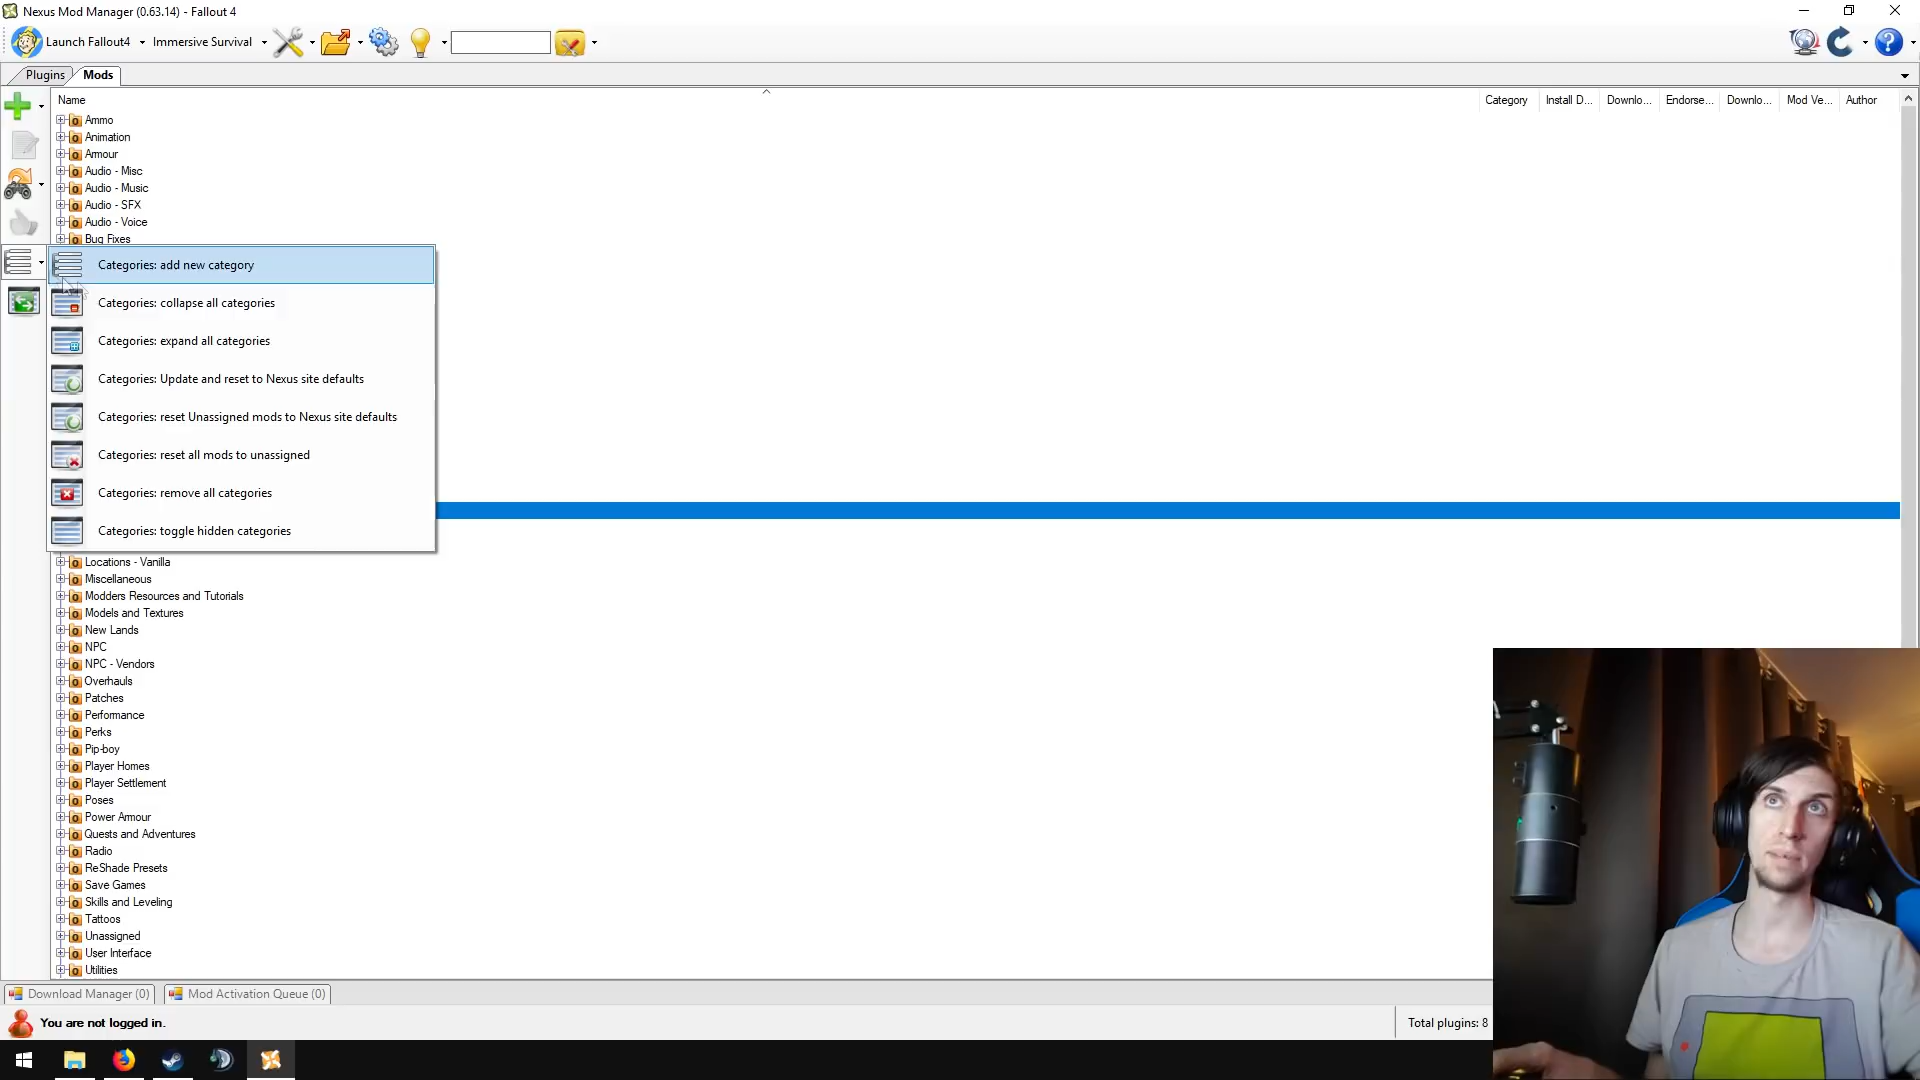 Nexus Mod Manager (0.63.14) - Fallout 4
Launch Fallout4
Immersive Survival
Plugins
Mods
Name
Category
Install D...
Downlo...
Endorse...
Downlo...
Mod Ve...
Author
Ammo
Animation
Armour
Audio - Misc
Audio - Music
Audio - SFX
Audio - Voice
Bug Fixes
Categories: add new category
Categories: collapse all categories
Categories: expand all categories
Categories: Update and reset to Nexus site defaults
Categories: reset Unassigned mods to Nexus site defaults
Categories: reset all mods to unassigned
Categories: remove all categories
Categories: toggle hidden categories
Locations - Vanilla
Miscellaneous
Modders Resources and Tutorials
Models and Textures
New Lands
NPC
NPC - Vendors
Overhauls
Patches
Performance
Perks
Pip-boy
Player Homes
Player Settlement
Poses
Power Armour
Quests and Adventures
Radio
ReShade Presets
Save Games
Skills and Leveling
Tattoos
Unassigned
User Interface
Utilities
Download Manager (0)
Mod Activation Queue (0)
You are not logged in.
Total plugins: 8